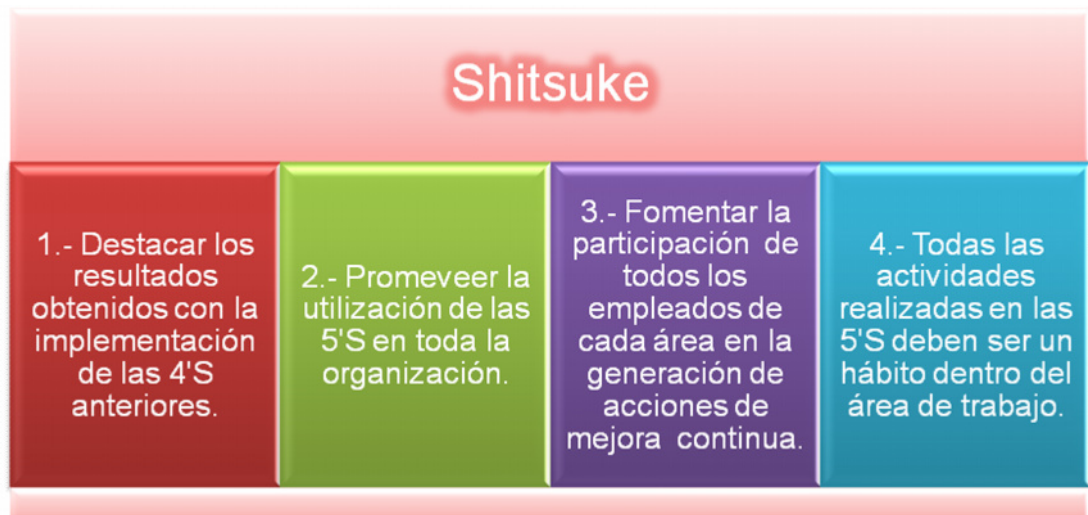 Shitsuke
1.- Destacar los
resultados
obtenidos con la
implementación
de las 4'S
anteriores.
2.- Promeveer la
utilización de las
5'S en toda la
organización.
3.- Fomentar la
participación de
todos los
empleados de
cada área en la
generación de
acciones de
mejora continua.
4.- Todas las
actividades
realizadas en las
5'S deben ser un
hábito dentro del
área de trabajo.